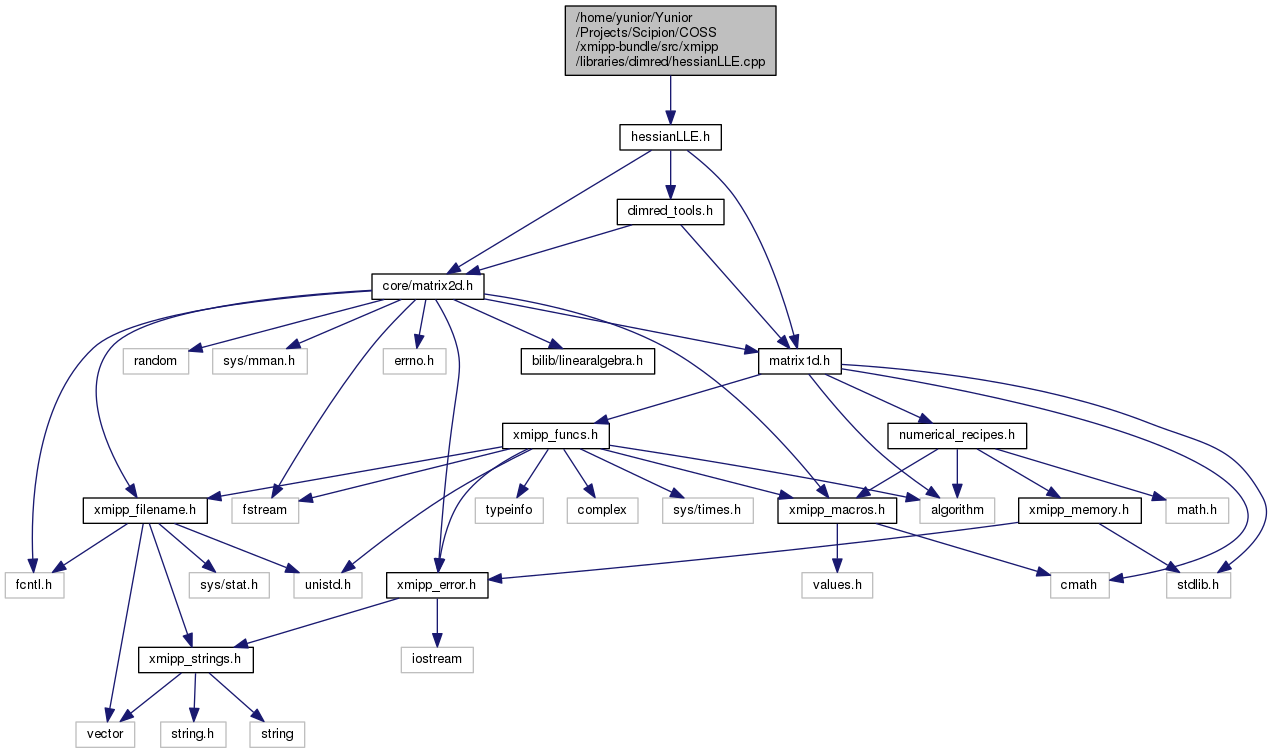 /home/yunior/Yunior
/Projects/Scipion/COSS
/xmipp-bundle/src/xmipp
/libraries/dimred/hessianLLE.cpp
hessianLLE.h
dimred_tools.h
core/matrix2d.h
random
sys/mman.h
errno.h
bilib/linearalgebra.h
matrix1d.h
xmipp_funcs.h
numerical_recipes.h
xmipp_filename.h
fstream
typeinfo
complex
sys/times.h
xmipp_macros.h
algorithm
xmipp_memory.h
math.h
fcntl.h
sys/stat.h
unistd.h
xmipp_error.h
values.h
cmath
stdlib.h
xmipp_strings.h
iostream
vector
string.h
string